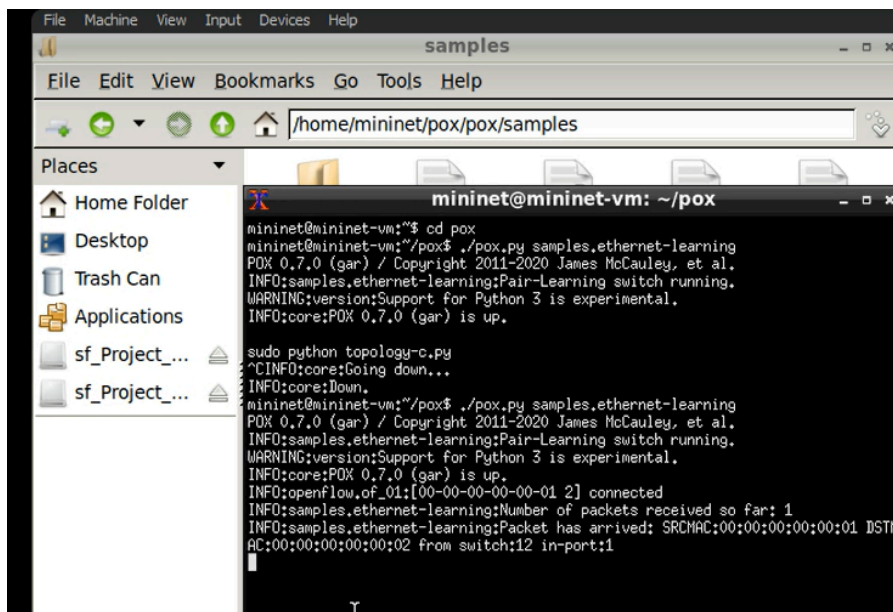 File Machine View Input Devices Help
samples
File Edit View Bookmarks Go Tools Help
/home/mininet/pox/pox/samples
Places
Home Folder
Desktop
Trash Can
Applications
sf_Project_...
sf_Project_...
mininet@mininet-vm: ~/pox
mininet@mininet-vm:~$ cd pox
mininet@mininet-vm:~/pox$ ./pox.py samples.ethernet-learning
POX 0.7.0 (gar) / Copyright 2011-2020 James McCauley, et al.
INFO:samples.ethernet-learning:Pair-Learning switch running.
WARNING:version:Support for Python 3 is experimental.
INFO:core:POX 0.7.0 (gar) is up.
sudo python topology-c.py
^CINFO:core:Going down...
INFO:core:Down.
mininet@mininet-vm:~/pox$ ./pox.py samples.ethernet-learning
POX 0.7.0 (gar) / Copyright 2011-2020 James McCauley, et al.
INFO:samples.ethernet-learning:Pair-Learning switch running.
WARNING:version:Support for Python 3 is experimental.
INFO:core:POX 0.7.0 (gar) is up.
INFO:openflow.of_01:[00-00-00-00-00-01 2] connected
INFO:samples.ethernet-learning:Number of packets received so far: 1
INFO:samples.ethernet-learning:Packet has arrived: SRCMAC:00:00:00:00:00:01 DSTM
AC:00:00:00:00:00:02 from switch:12 in-port:1